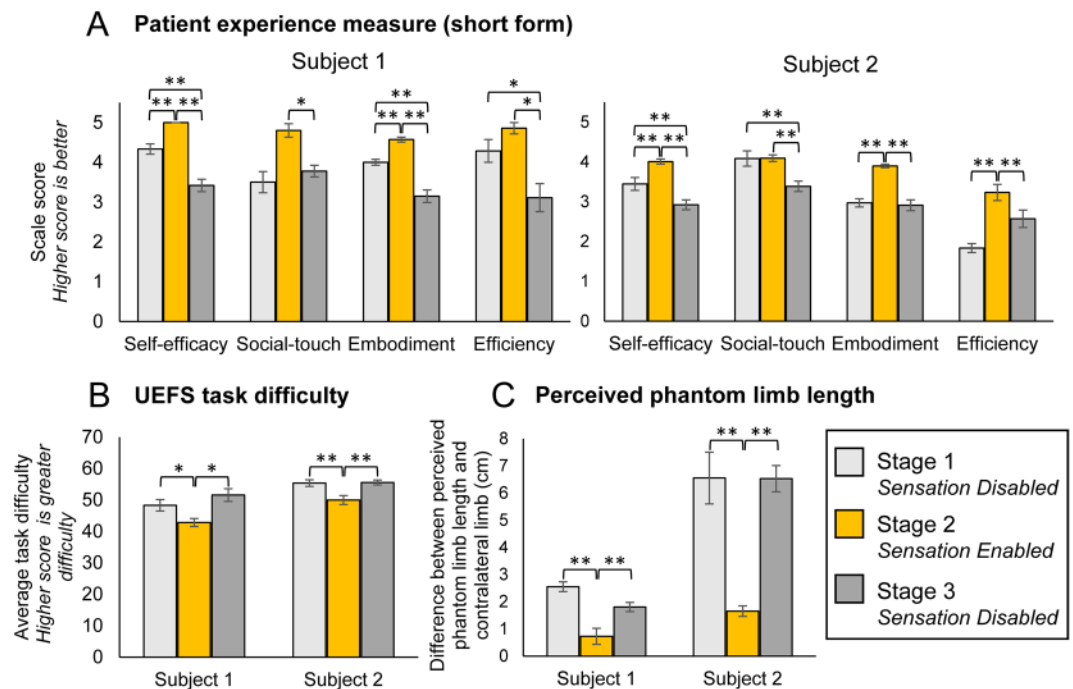 A Patient experience measure (short form)
Subject 1
Subject 2
Scale score
Higher score is better
5
4
3
2
1
0
** ** ** * ** ** ** * *
Self-efficacy Social-touch Embodiment Efficiency
5
4
3
2
1
0
** ** ** ** ** ** ** ** **
Self-efficacy Social-touch Embodiment Efficiency
B UEFS task difficulty
Average task difficulty
Higher score is greater
difficulty
70
60
50
40
30
20
10
0
* * ** **
Subject 1 Subject 2
C Perceived phantom limb length
Difference between perceived
phantom limb length and
contralateral limb (cm)
8
7
6
5
4
3
2
1
0
** ** ** **
Subject 1 Subject 2
Stage 1
Sensation Disabled
Stage 2
Sensation Enabled
Stage 3
Sensation Disabled